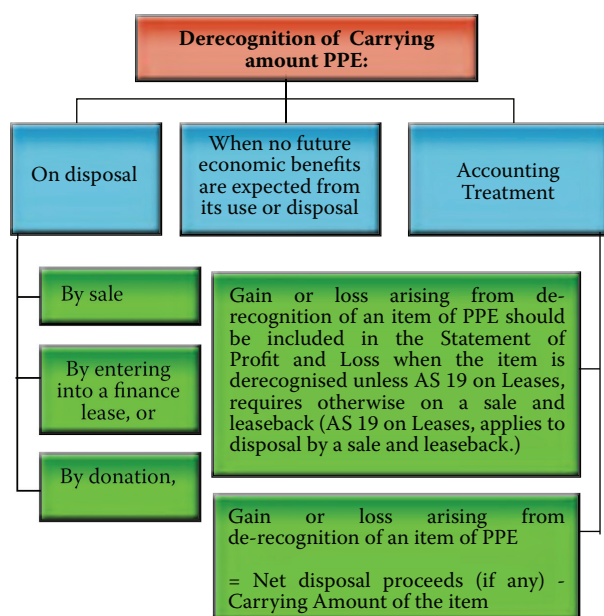 Derecognition of Carrying
amount PPE:
On disposal
When no future
economic benefits
are expected from
its use or disposal
Accounting
Treatment
By sale
By entering
into a finance
lease, or
By donation,
Gain or loss arising from de-
recognition of an item of PPE should
be included in the Statement of
Profit and Loss when the item is
derecognised unless AS 19 on Leases,
requires otherwise on a sale and
leaseback (AS 19 on Leases, applies to
disposal by a sale and leaseback.)
Gain or loss arising from
de-recognition of an item of PPE
= Net disposal proceeds (if any) -
Carrying Amount of the item